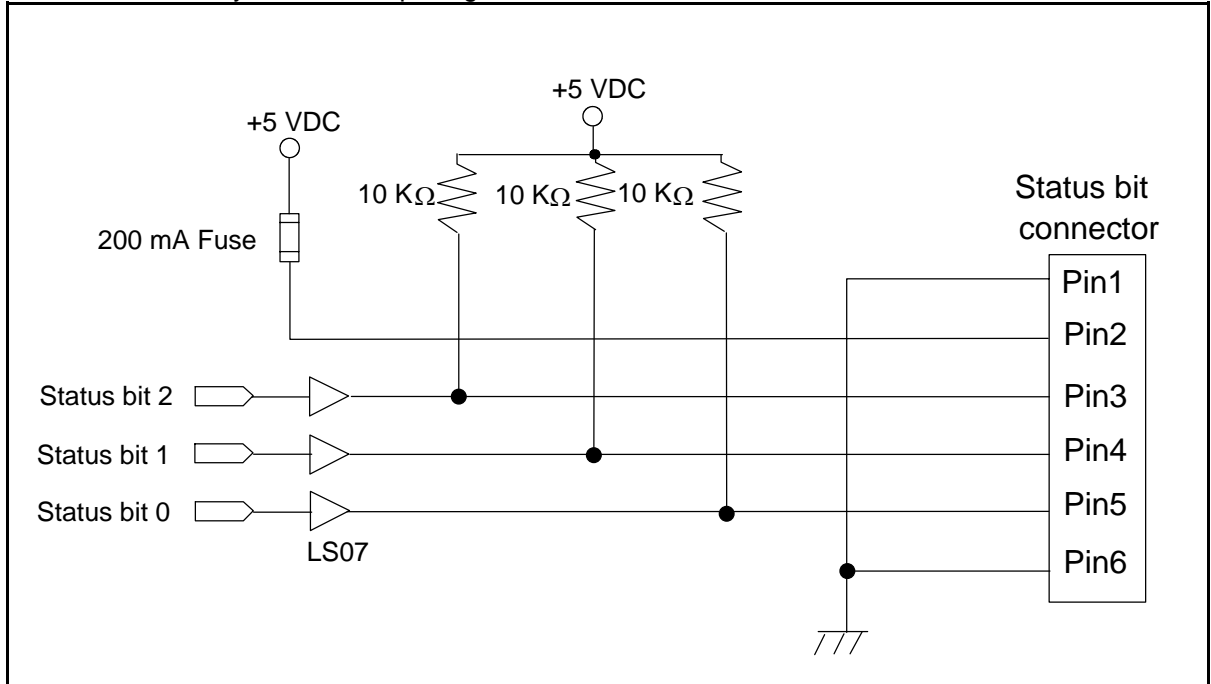 +5 VDC
+5 VDC
10 KΩ
10 KΩ
10 KΩ
200 mA Fuse
Status bit
connector
Pin1
Pin2
Status bit 2
Pin3
Status bit 1
Pin4
Status bit 0
Pin5
LS07
Pin6